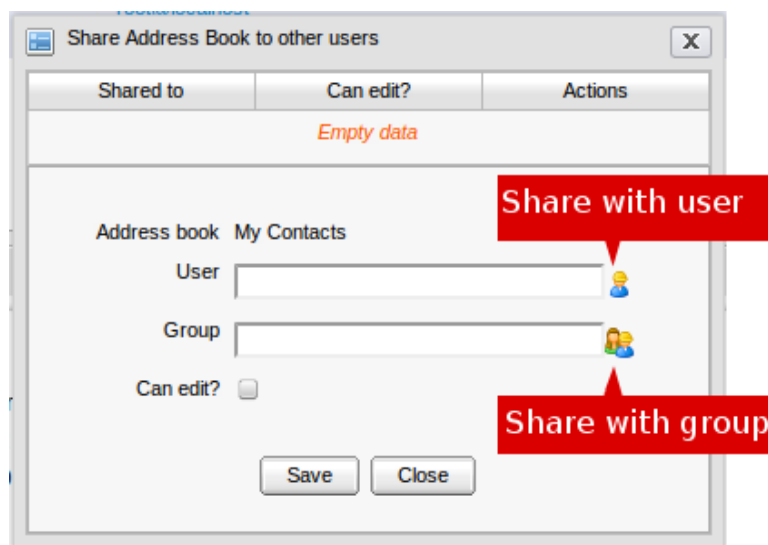 Share Address Book to other users
X
Shared to Can edit? Actions
Empty data
Share with user
Address book My Contacts
User
Group
Can edit?
Share with group
Save Close